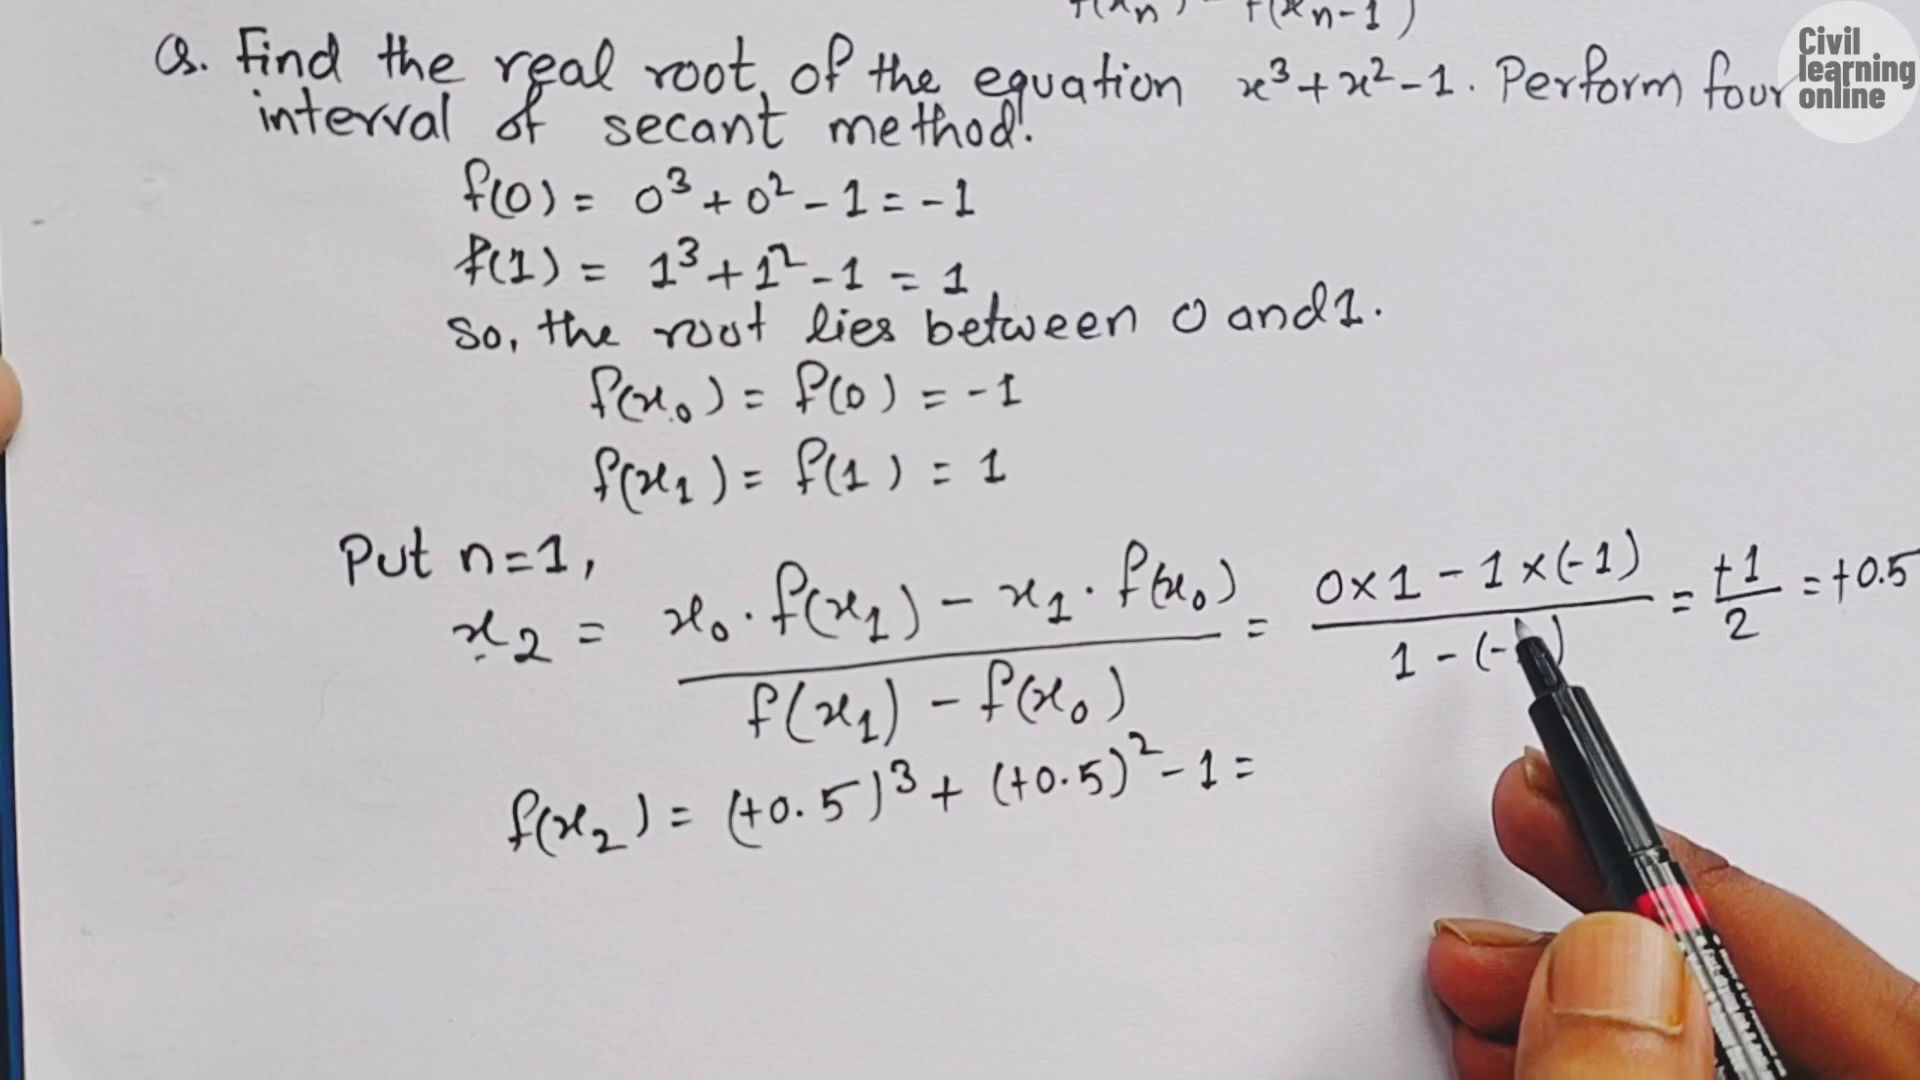 f(xₙ) - f(xₙ₋₁)
Civil learning online
Q. Find the real root of the equation x³+x²-1. Perform four
interval of secant method.
f(0) = 0³+0²-1 = -1
f(1) = 1³+1²-1 = 1
So, the root lies between 0 and 1.
f(x₀) = f(0) = -1
f(x₁) = f(1) = 1
Put n=1,
x₂ = (x₀·f(x₁) - x₁·f(x₀)) / (f(x₁) - f(x₀)) = (0×1 - 1×(-1)) / (1-(- )) = +1/2 = +0.5
f(x₂) = (+0.5)³ + (+0.5)² - 1 =